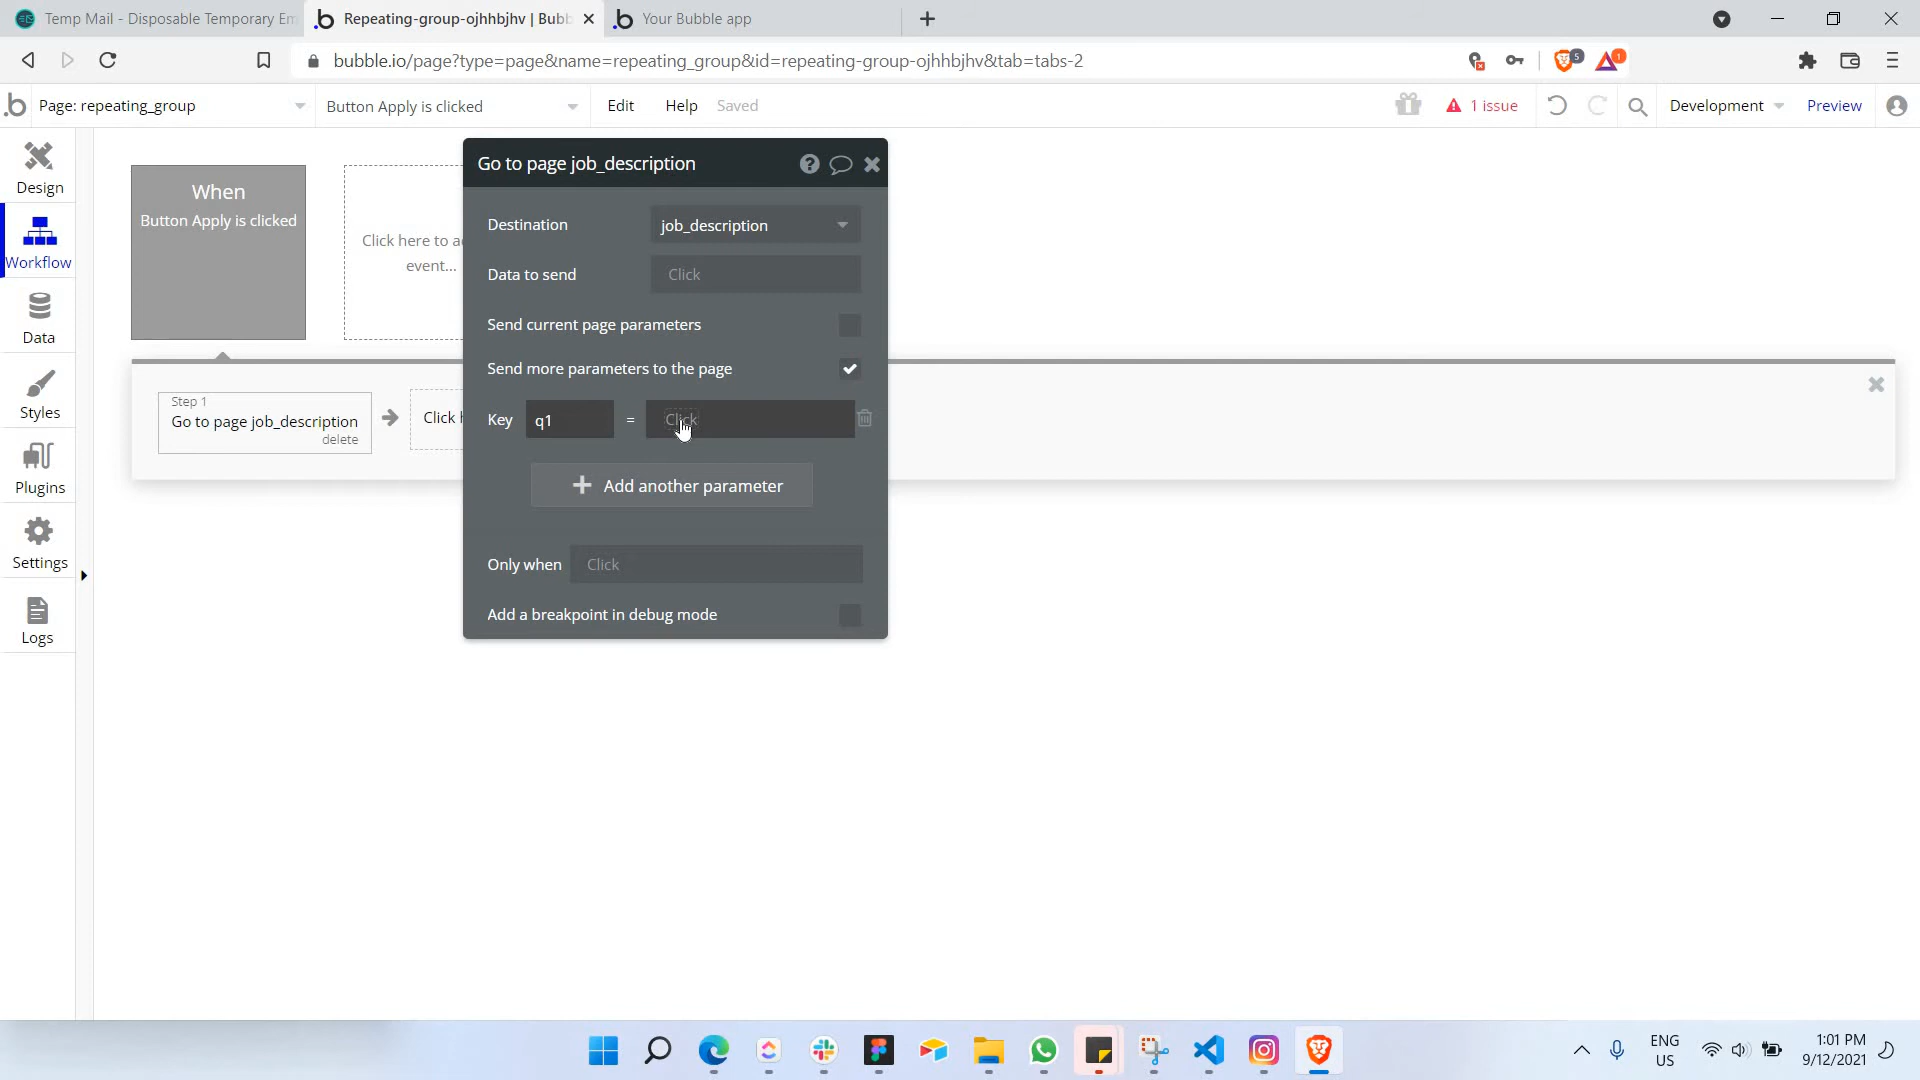 Temp Mail - Disposable Temporary Em
Repeating-group-ojhhbjhv | Bubb
Your Bubble app
bubble.io/page?type=page&name=repeating_group&id=repeating-group-ojhhbjhv&tab=tabs-2
5
1
Page: repeating_group
Button Apply is clicked
Edit
Help
Saved
1 issue
Development
Preview
Design
Workflow
Data
Styles
Plugins
Settings
Logs
When
Button Apply is clicked
Click here to a
event...
Step 1
Go to page job_description
delete
Click h
Go to page job_description
Destination
job_description
Data to send
Click
Send current page parameters
Send more parameters to the page
Key
q1
=
Click
Add another parameter
Only when
Click
Add a breakpoint in debug mode
ENG
US
1:01 PM
9/12/2021